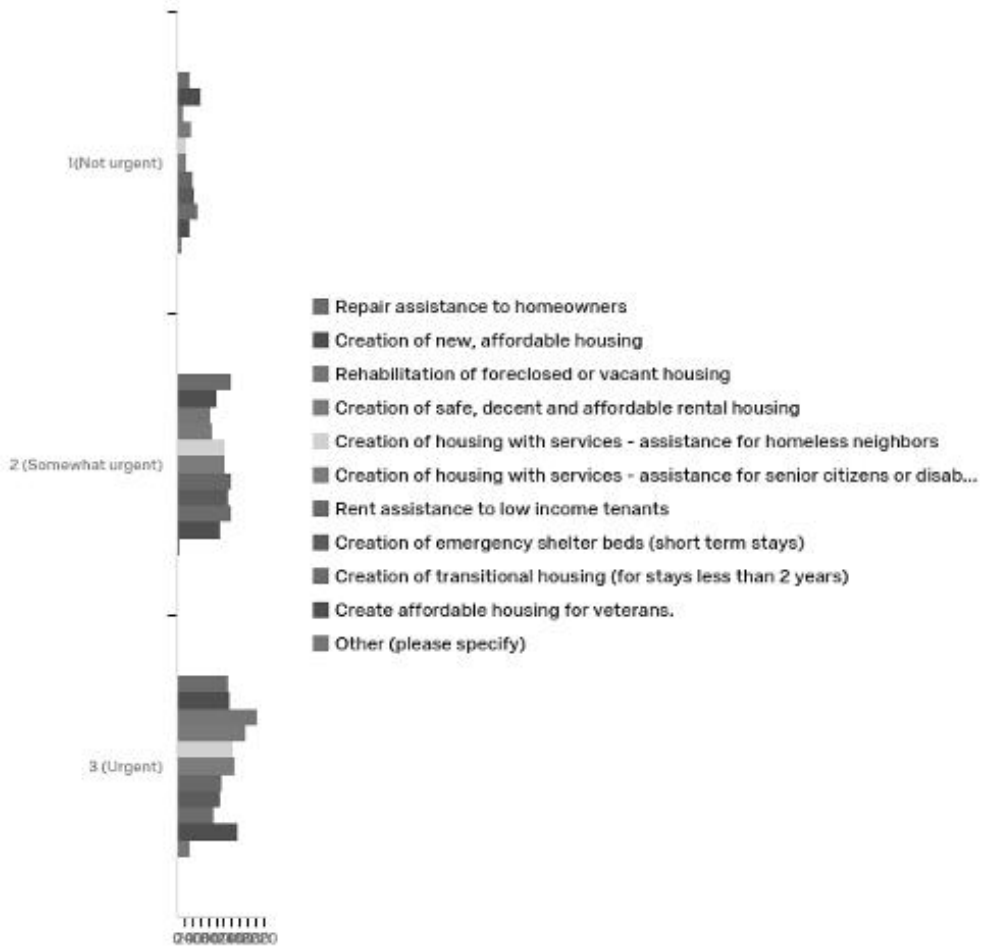 1(Not urgent)
Repair assistance to homeowners
Creation of new, affordable housing
Rehabilitation of foreclosed or vacant housing
Creation of safe, decent and affordable rental housing
Creation of housing with services - assistance for homeless neighbors
2 (Somewhat urgent)
Creation of housing with services - assistance for senior citizens or disab...
Rent assistance to low income tenants
Creation of emergency shelter beds (short term stays)
Creation of transitional housing (for stays less than 2 years)
Create affordable housing for veterans.
Other (please specify)
3 (Urgent)